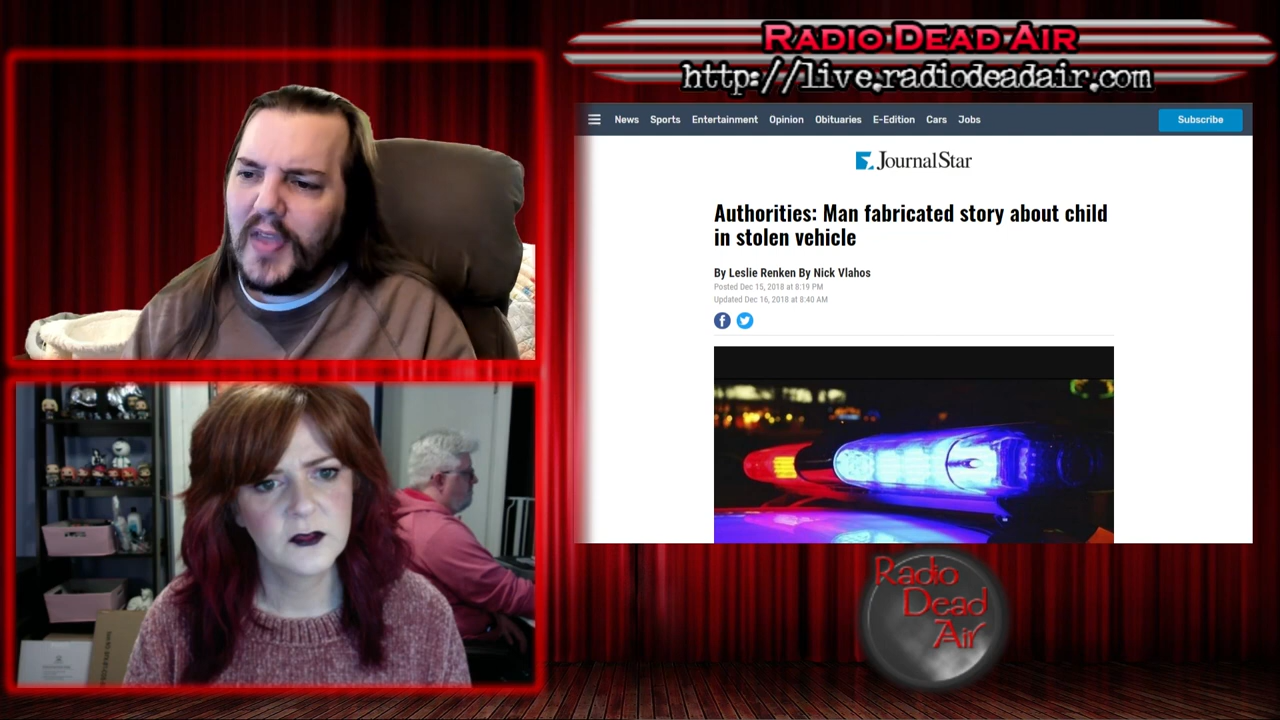 Radio Dead Air
http://live.radiodeadair.com
News Sports Entertainment Opinion Obituaries E-Edition Cars Jobs Subscribe
JournalStar
Authorities: Man fabricated story about child
in stolen vehicle
By Leslie Renken By Nick Vlahos
Posted Dec 15, 2018 at 8:19 PM
Updated Dec 16, 2018 at 8:40 AM
Radio
Dead
Air